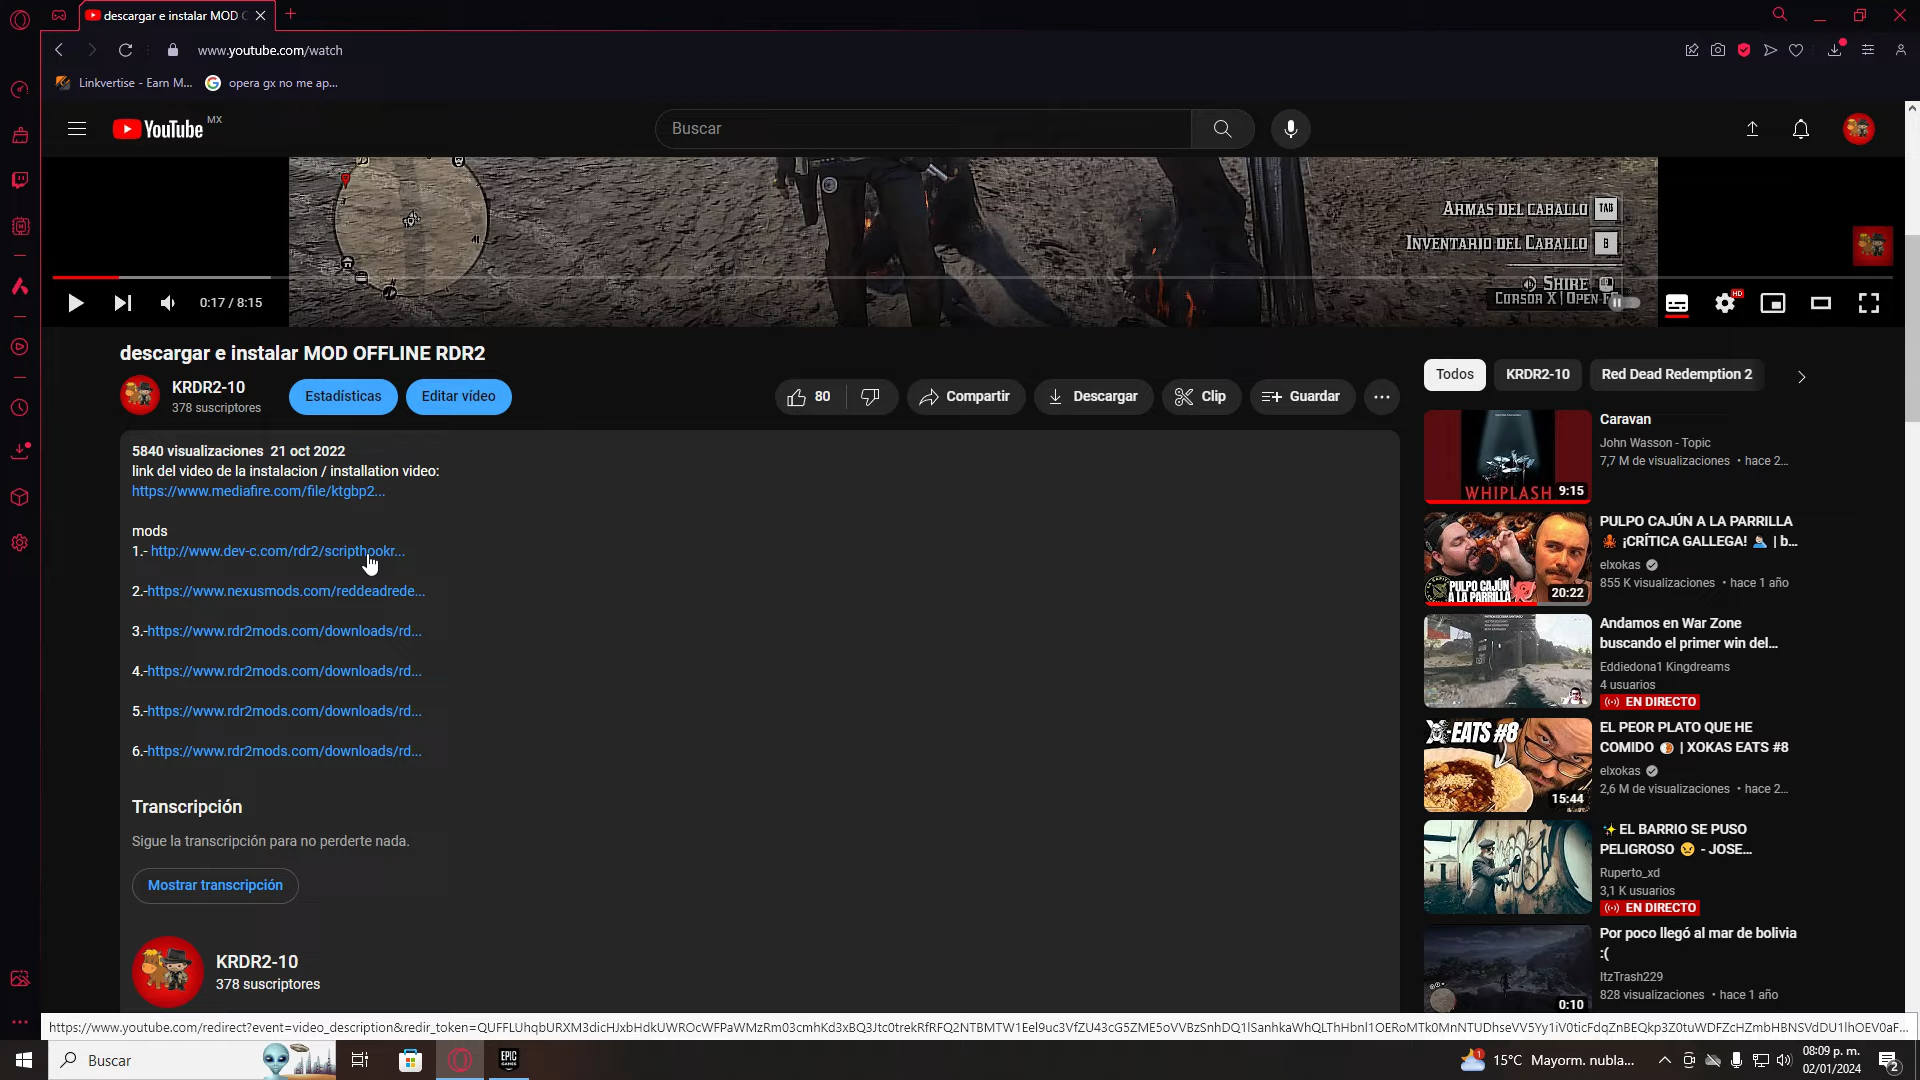 descargar e instalar MOD O
www.youtube.com/watch
Linkvertise - Earn M...
opera gx no me ap...
YouTube MX
Buscar
ARMAS DEL CABALLO TAB
INVENTARIO DEL CABALLO B
SHIRE
CURSOR X | OPEN
0:17 / 8:15
HD
descargar e instalar MOD OFFLINE RDR2
KRDR2-10
378 suscriptores
Estadísticas
Editar vídeo
80
Compartir
Descargar
Clip
Guardar
5840 visualizaciones 21 oct 2022
link del video de la instalacion / installation video:
https://www.mediafire.com/file/ktgbp2...
mods
1.- http://www.dev-c.com/rdr2/scripthookr...
2.-https://www.nexusmods.com/reddeadrede...
3.-https://www.rdr2mods.com/downloads/rd...
4.-https://www.rdr2mods.com/downloads/rd...
5.-https://www.rdr2mods.com/downloads/rd...
6.-https://www.rdr2mods.com/downloads/rd...
Transcripción
Sigue la transcripción para no perderte nada.
Mostrar transcripción
KRDR2-10
378 suscriptores
Todos
KRDR2-10
Red Dead Redemption 2
WHIPLASH
9:15
Caravan
John Wasson - Topic
7,7 M de visualizaciones • hace 2...
PULPO CAJÚN
A LA PARRILLA
20:22
PULPO CAJÚN A LA PARRILLA
🐙 ¡CRÍTICA GALLEGA! 🤦🏻‍♂️ | b...
elxokas
855 K visualizaciones • hace 1 año
Andamos en War Zone
buscando el primer win del...
Eddiedona1 Kingdreams
4 usuarios
EN DIRECTO
EATS #8
15:44
EL PEOR PLATO QUE HE
COMIDO | XOKAS EATS #8
elxokas
2,6 M de visualizaciones • hace 2...
✨EL BARRIO SE PUSO
PELIGROSO 😠 - JOSE...
Ruperto_xd
3,1 K usuarios
EN DIRECTO
0:10
Por poco llegó al mar de bolivia
:(
ItzTrash229
828 visualizaciones • hace 1 año
Buscar
EPIC GAMES
1
15°C Mayorm. nubla...
08:09 p. m.
02/01/2024
2